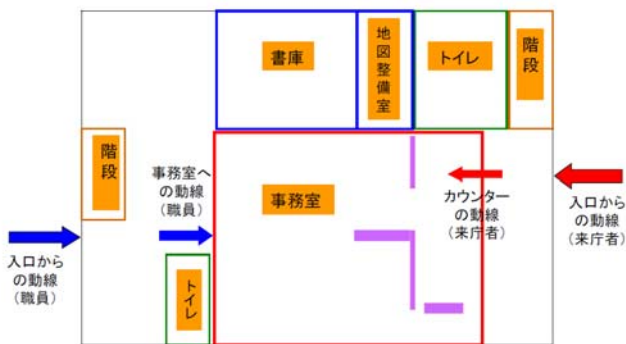 書庫
地図整備室
トイレ
階段
階段
事務室へ
の動線
（職員）
事務室
カウンター
の動線
（来庁者）
入口から
の動線
（来庁者）
入口から
の動線
（職員）
トイレ